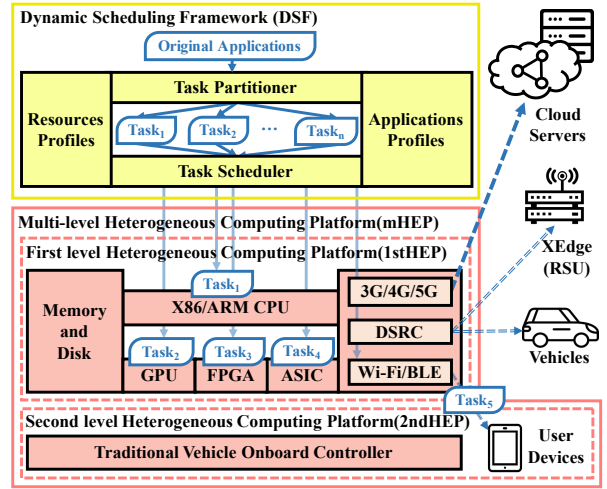 Dynamic Scheduling Framework (DSF)
Original Applications
Task Partitioner
Resources
Profiles
Task1
Task2
...
Taskn
Applications
Profiles
Task Scheduler
Cloud
Servers
Multi-level Heterogeneous Computing Platform(mHEP)
First level Heterogeneous Computing Platform(1stHEP)
XEdge
(RSU)
Memory
and
Disk
Task1
X86/ARM CPU
3G/4G/5G
DSRC
Wi-Fi/BLE
Vehicles
Task2
Task3
Task4
GPU
FPGA
ASIC
Task5
Second level Heterogeneous Computing Platform(2ndHEP)
Traditional Vehicle Onboard Controller
User
Devices